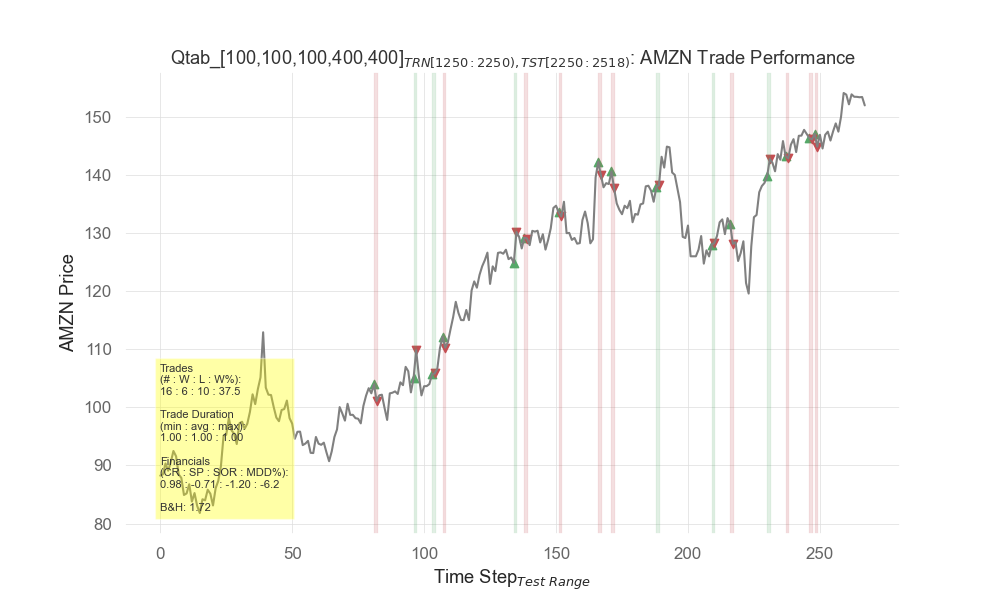 Qtab_[100,100,100,400,400]TRN[1250:2250),TST[2250:2518): AMZN Trade Performance
150
140
130
120
110
100
90
80
AMZN Price
Trades
(# : W : L : W%):
16 : 6 : 10 : 37.5
Trade Duration
(min : avg : max):
1.00 : 1.00 : 1.00
Financials
(CR : SP : SOR : MDD%):
0.98 : -0.71 : -1.20 : -6.2
B&H: 1.72
0 50 100 150 200 250
Time StepTest Range